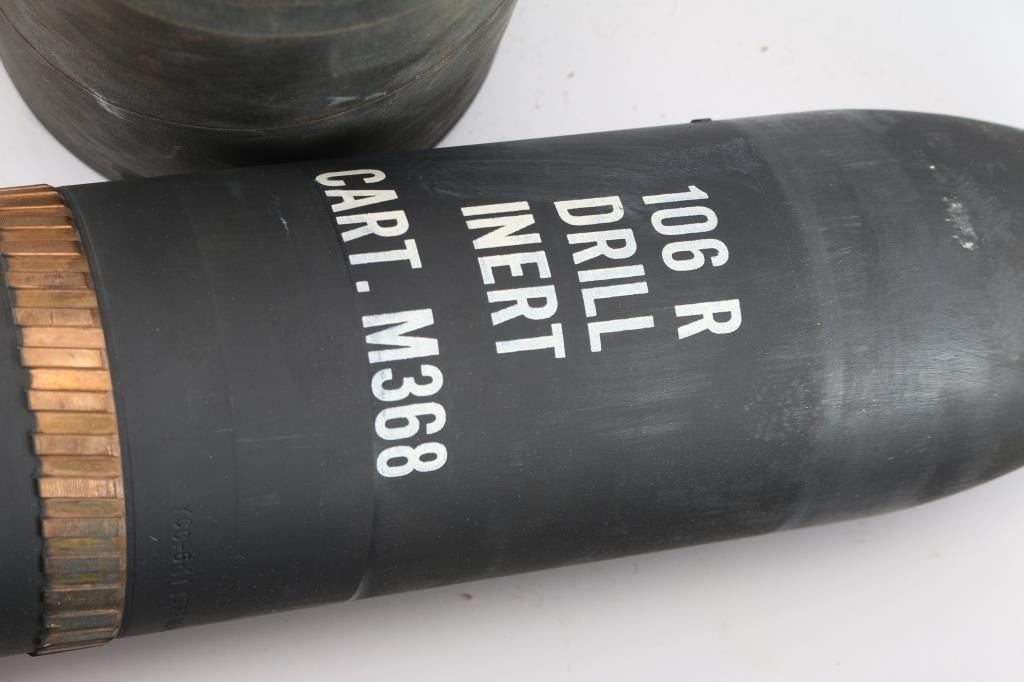 106 R
DRILL
INERT
CART. M368